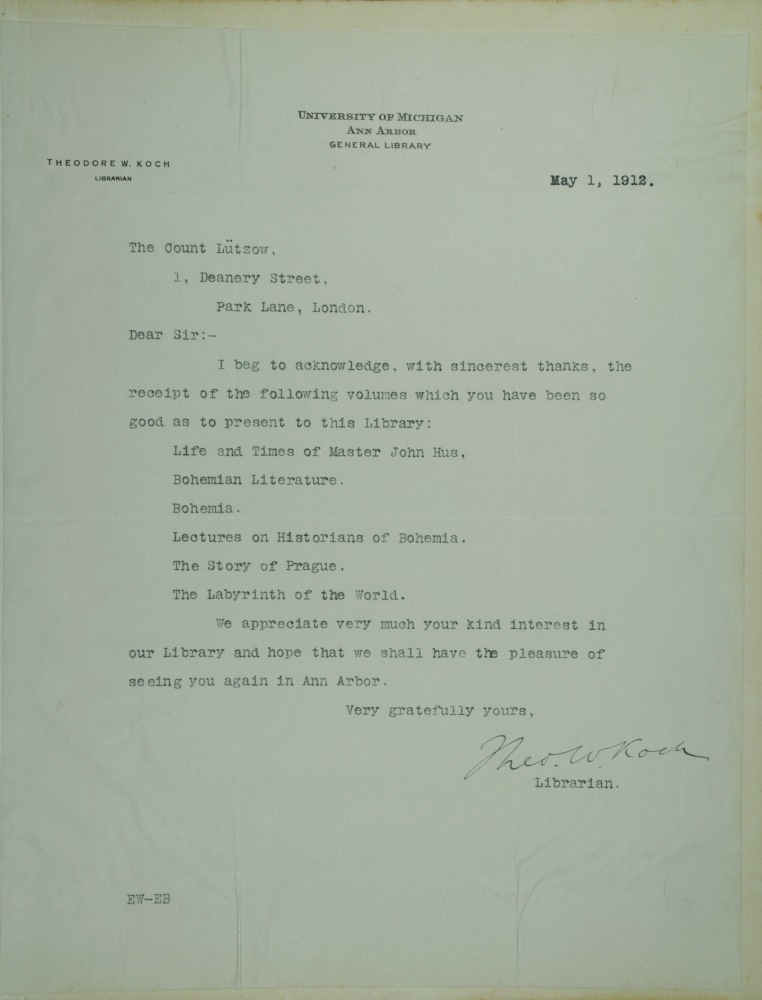 UNIVERSITY OF MICHIGAN
ANN ARBOR
GENERAL LIBRARY
THEODORE W. KOCH
LIBRARIAN
May 1, 1912.
The Count Lützow,
1, Deanery Street,
Park Lane, London.
Dear Sir:-
I beg to acknowledge, with sincerest thanks, the
receipt of the following volumes which you have been so
good as to present to this Library:
Life and Times of Master John Hus,
Bohemian Literature.
Bohemia.
Lectures on Historians of Bohemia.
The Story of Prague.
The Labyrinth of the World.
We appreciate very much your kind interest in
our Library and hope that we shall have the pleasure of
seeing you again in Ann Arbor.
Very gratefully yours,
Theo. W. Koch
Librarian.
EW-EB